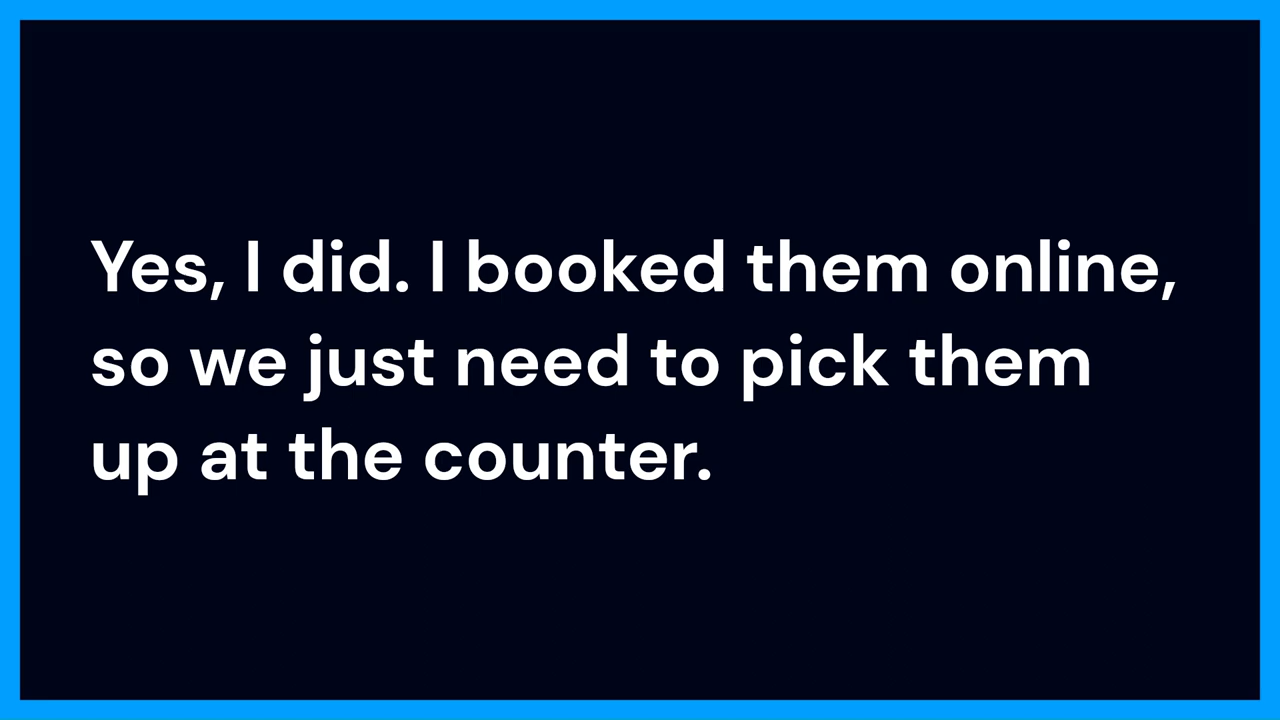 Yes, I did. I booked them online,
so we just need to pick them
up at the counter.